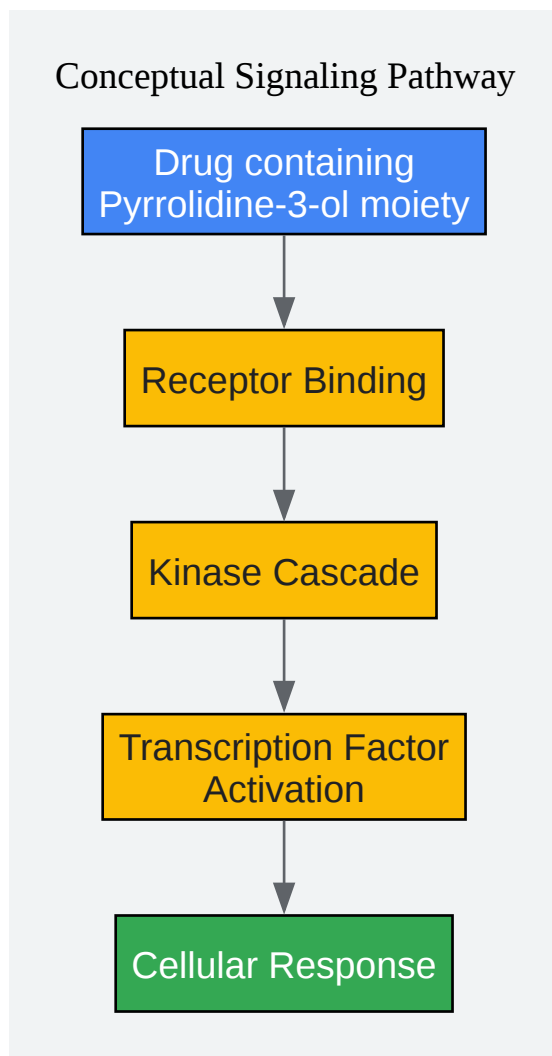 Conceptual Signaling Pathway
Drug containing
Pyrrolidine-3-ol moiety
Receptor Binding
Kinase Cascade
Transcription Factor
Activation
Cellular Response